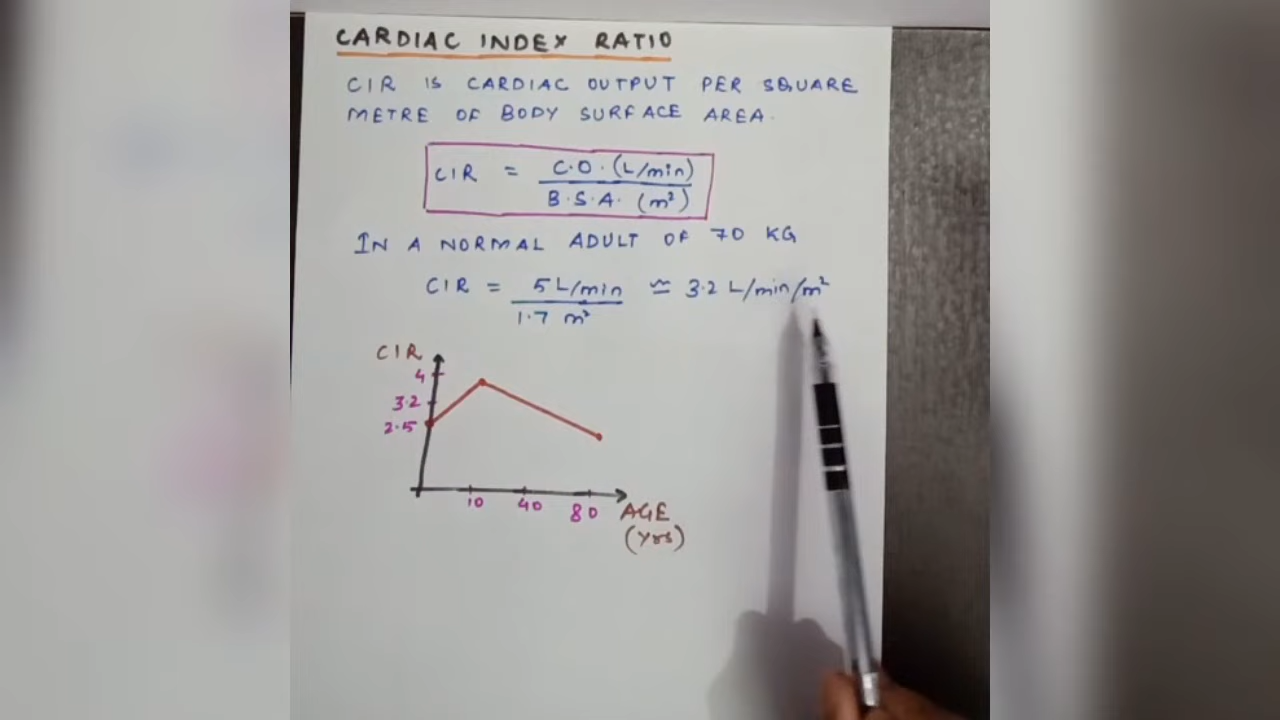 CARDIAC INDEX RATIO
CIR IS CARDIAC OUTPUT PER SQUARE
METRE OF BODY SURFACE AREA.
CIR = C.O. (L/min)
B.S.A. (m²)
IN A NORMAL ADULT OF 70 KG
CIR = 5 L/min ≃ 3.2 L/min/m²
1.7 m²
CIR
4
3.2
2.5
10 40 80 AGE
(yrs)